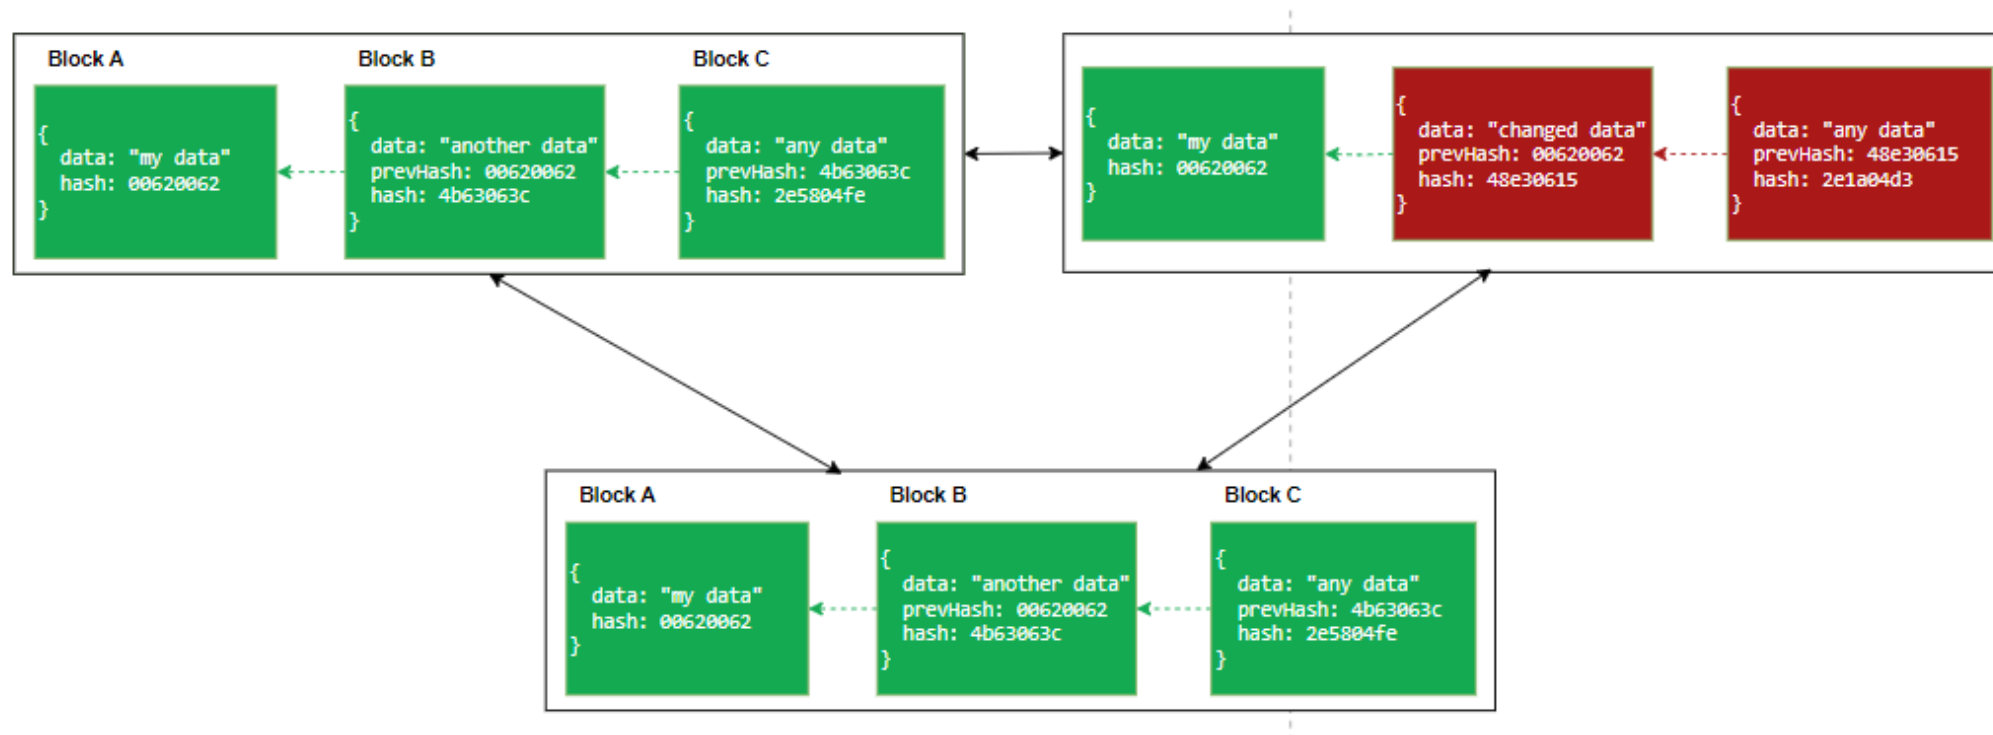 Block A
{
data: "my data"
hash: 00620062
}
Block B
{
data: "another data"
prevHash: 00620062
hash: 4b63063c
}
Block C
{
data: "any data"
prevHash: 4b63063c
hash: 2e5804fe
}
{
data: "my data"
hash: 00620062
}
{
data: "changed data"
prevHash: 00620062
hash: 48e30615
}
{
data: "any data"
prevHash: 48e30615
hash: 2e1a04d3
}
Block A
{
data: "my data"
hash: 00620062
}
Block B
{
data: "another data"
prevHash: 00620062
hash: 4b63063c
}
Block C
{
data: "any data"
prevHash: 4b63063c
hash: 2e5804fe
}